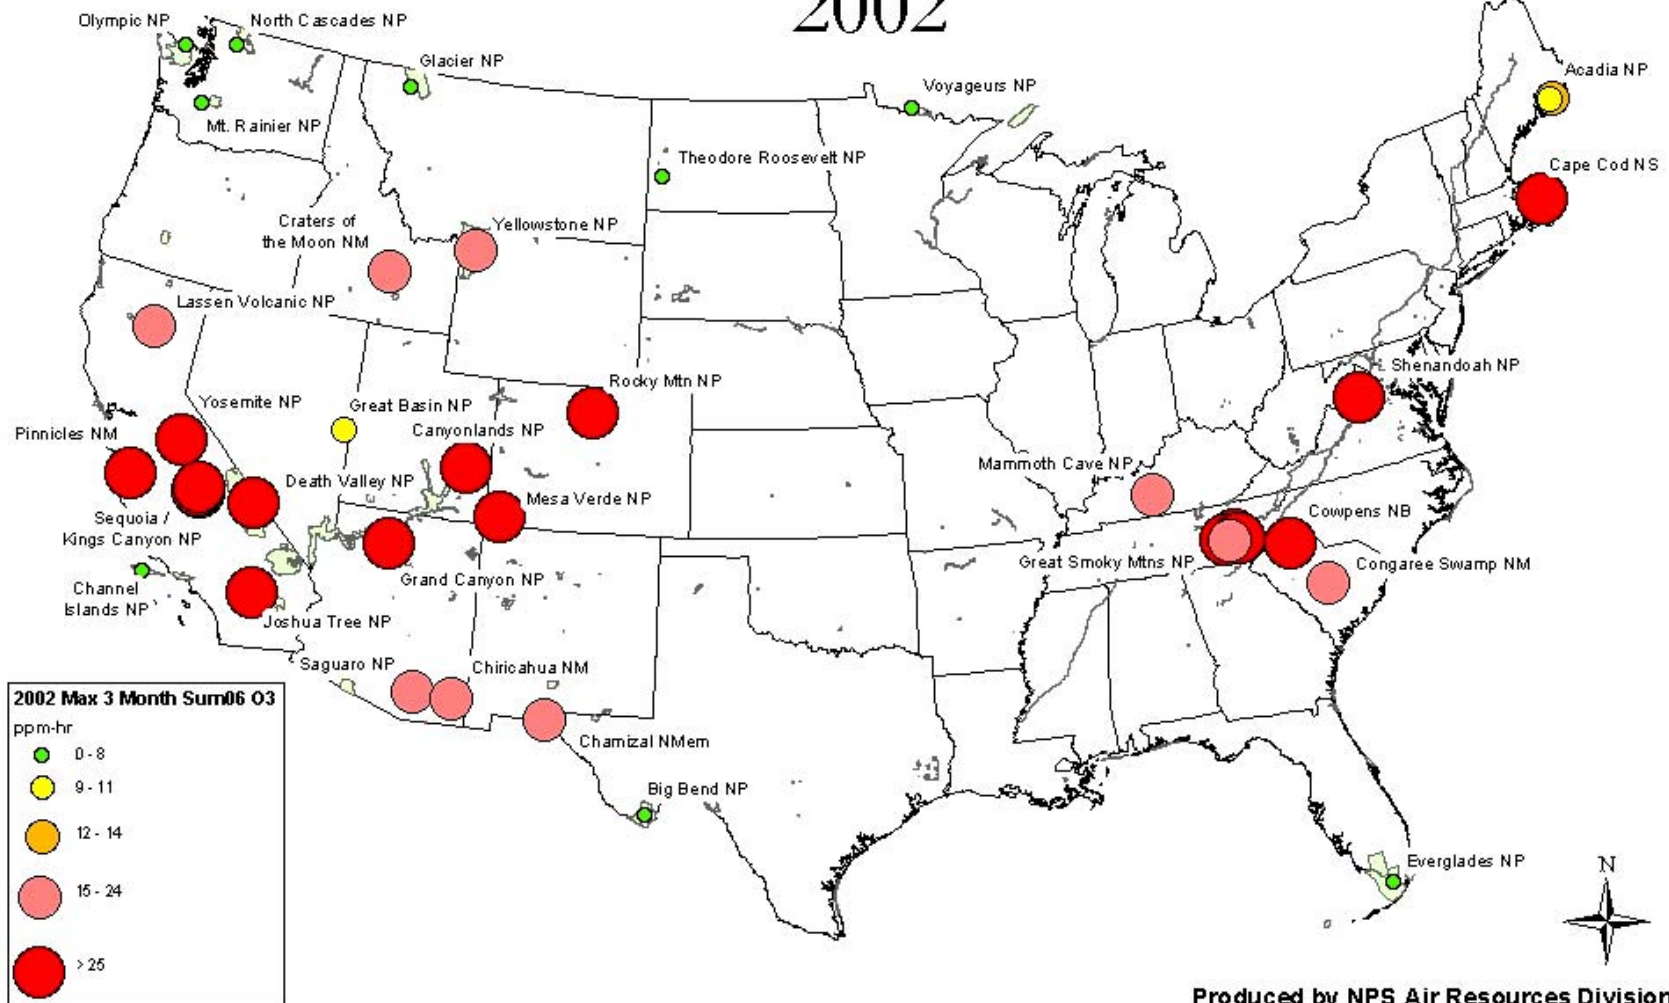 2002
Olympic NP
North Cascades NP
Glacier NP
Mt. Rainier NP
Voyageurs NP
Acadia NP
Theodore Roosevelt NP
Cape Cod NS
Craters of
the Moon NM
Yellowstone NP
Lassen Volcanic NP
Rocky Mtn NP
Shenandoah NP
Yosemite NP
Great Basin NP
Pinnicles NM
Canyonlands NP
Mammoth Cave NP
Death Valley NP
Mesa Verde NP
Sequoia /
Kings Canyon NP
Cowpens NB
Great Smoky Mtns NP
Congaree Swamp NM
Grand Canyon NP
Channel
Islands NP
Joshua Tree NP
Saguaro NP
Chiricahua NM
Chamizal NMem
Big Bend NP
Everglades NP
2002 Max 3 Month Sum06 O3
ppm-hr
0 - 8
9 - 11
12 - 14
15 - 24
> 25
N
Produced by NPS Air Resources Division